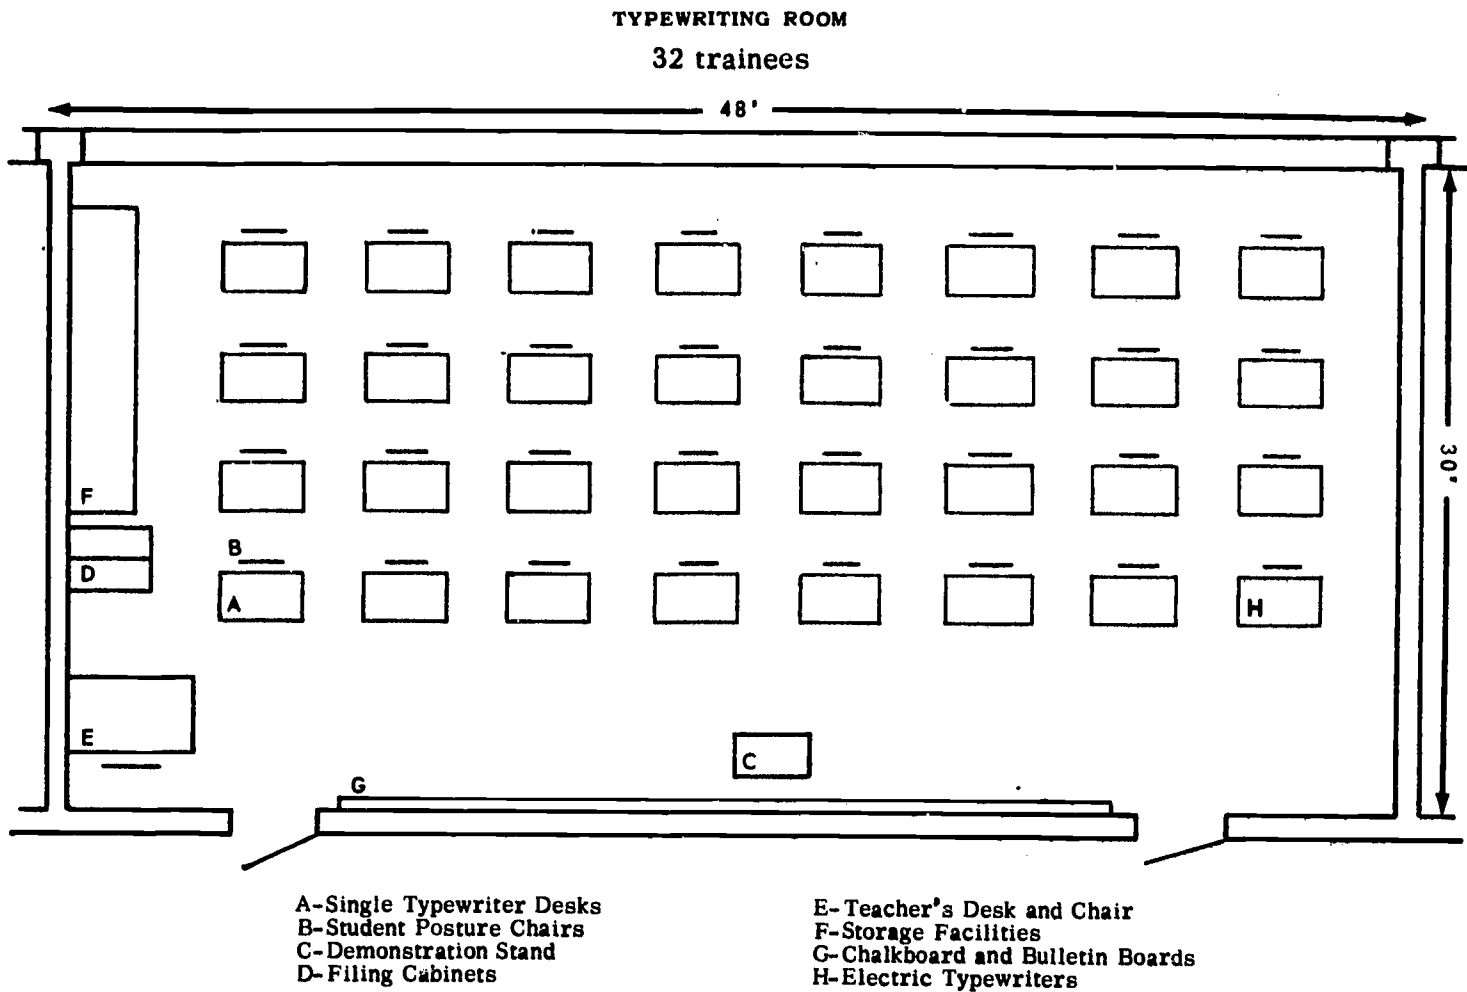 TYPEWRITING ROOM
32 trainees
48'
30'
F
B
D
A
H
E
C
G
A-Single Typewriter Desks
B-Student Posture Chairs
C-Demonstration Stand
D-Filing Cabinets
E-Teacher's Desk and Chair
F-Storage Facilities
G-Chalkboard and Bulletin Boards
H-Electric Typewriters